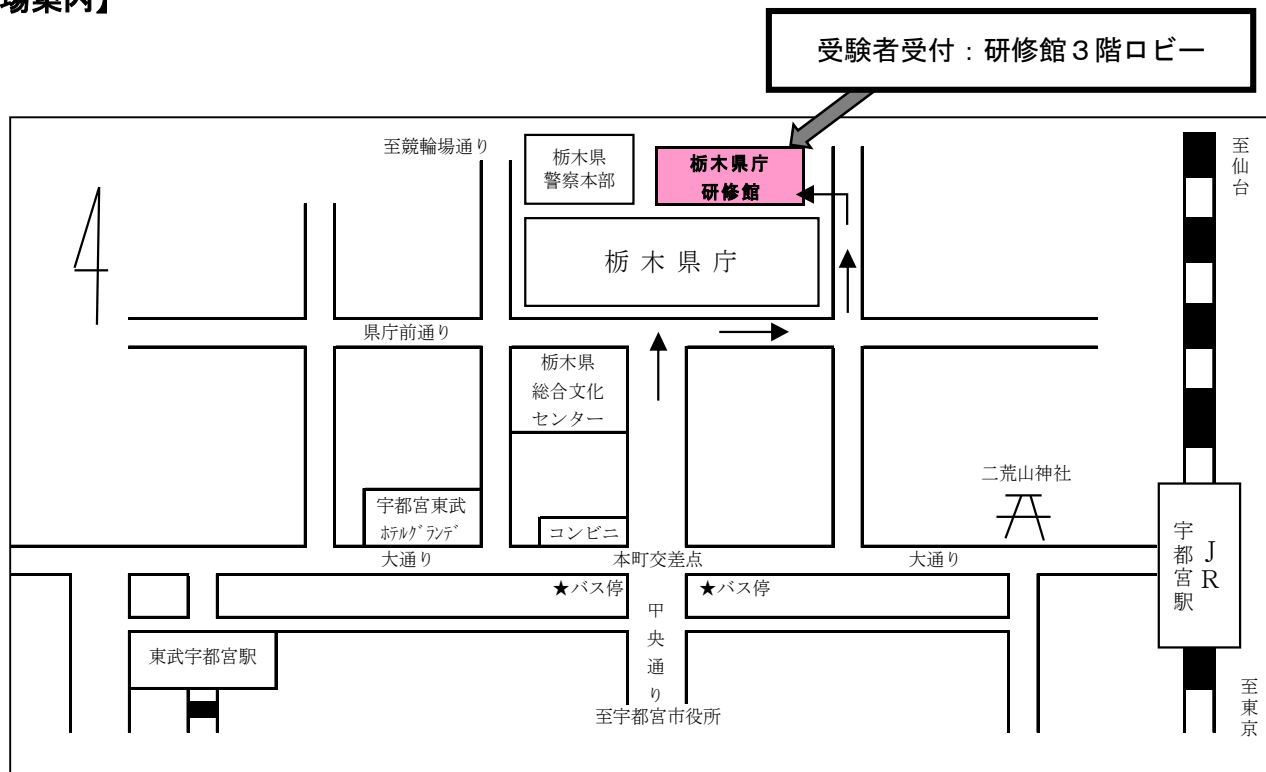 場案内】
受験者受付：研修館３階ロビー
至競輪場通り
栃木県
警察本部
栃木県庁
研修館
至仙台
栃木県庁
県庁前通り
栃木県
総合文化
センター
二荒山神社
宇都宮東武
ﾎﾃﾙｸﾞﾗﾝﾃﾞ
コンビニ
ＪＲ
宇都宮駅
大通り
本町交差点
大通り
★バス停
★バス停
中央通り
東武宇都宮駅
至宇都宮市役所
至東京